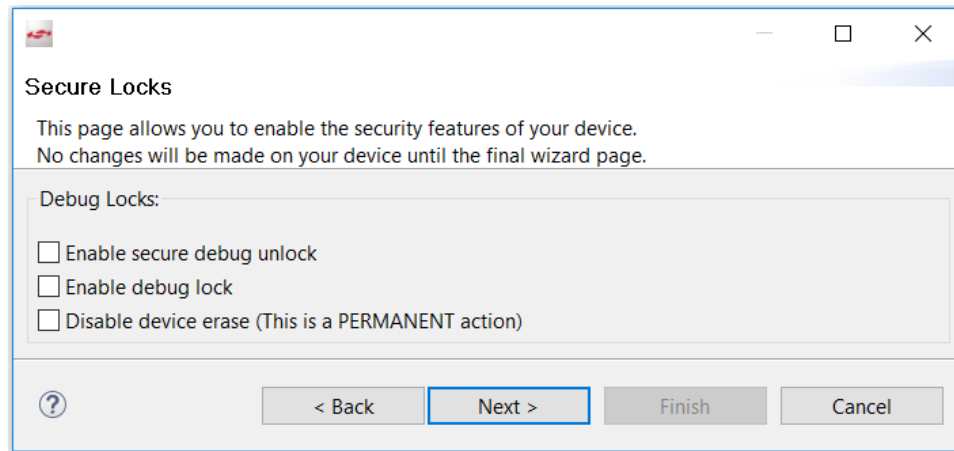 Secure Locks
This page allows you to enable the security features of your device.
No changes will be made on your device until the final wizard page.
Debug Locks:
Enable secure debug unlock
Enable debug lock
Disable device erase (This is a PERMANENT action)
?
< Back
Next >
Finish
Cancel